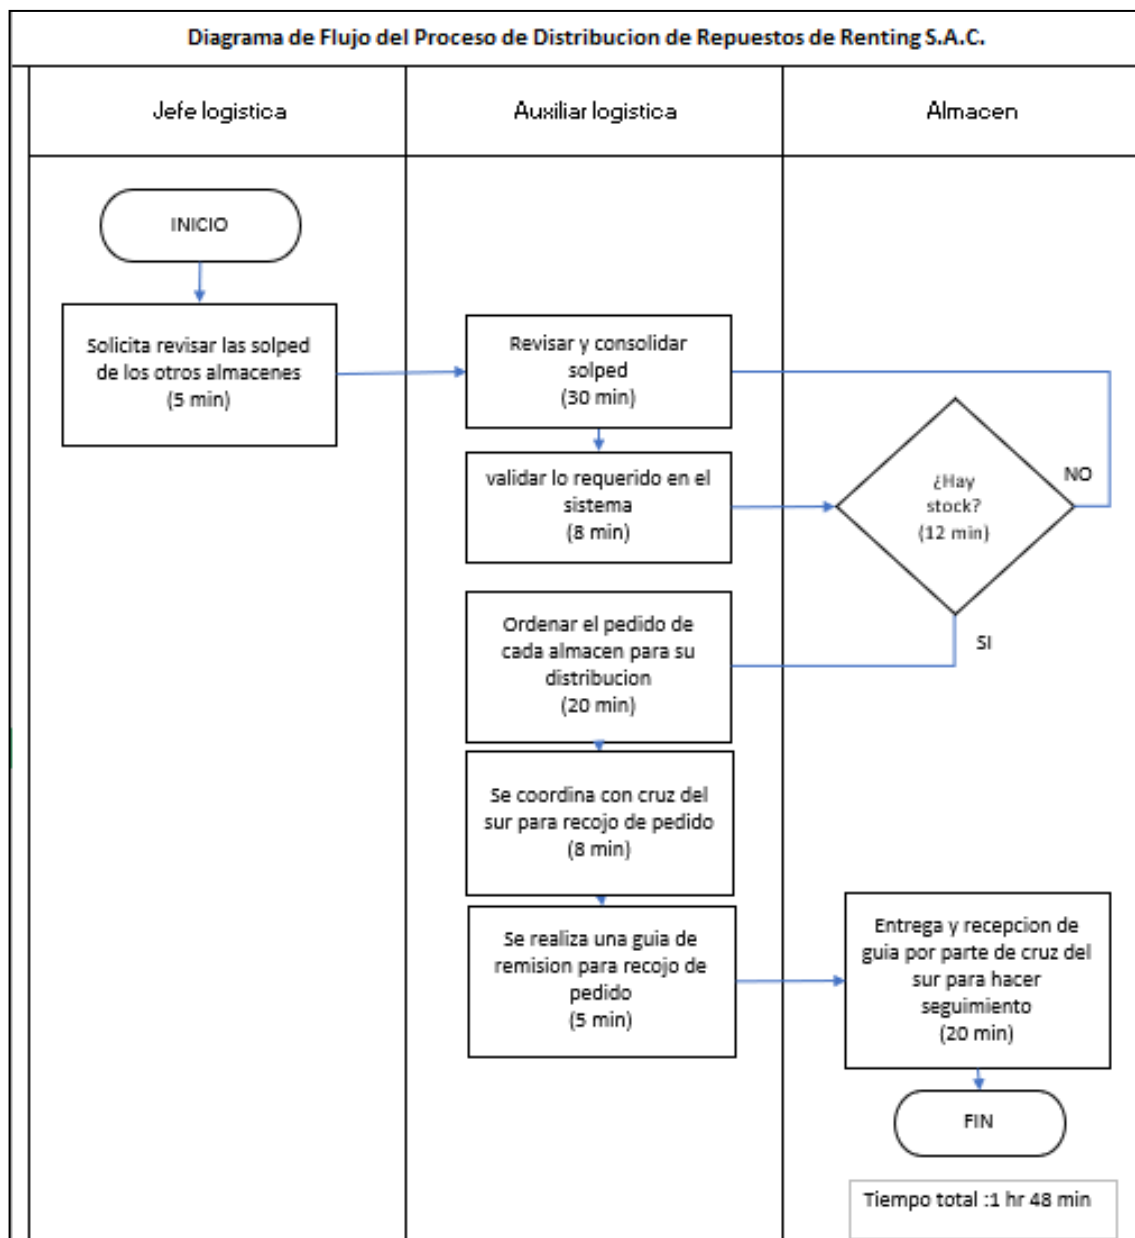 Diagrama de Flujo del Proceso de Distribucion de Repuestos de Renting S.A.C.
Jefe logistica
Auxiliar logistica
Almacen
INICIO
Solicita revisar las solped
de los otros almacenes
(5 min)
Revisar y consolidar
solped
(30 min)
validar lo requerido en el
sistema
(8 min)
¿Hay
stock?
(12 min)
NO
SI
Ordenar el pedido de
cada almacen para su
distribucion
(20 min)
Se coordina con cruz del
sur para recojo de pedido
(8 min)
Se realiza una guia de
remision para recojo de
pedido
(5 min)
Entrega y recepcion de
guia por parte de cruz del
sur para hacer
seguimiento
(20 min)
FIN
Tiempo total :1 hr 48 min